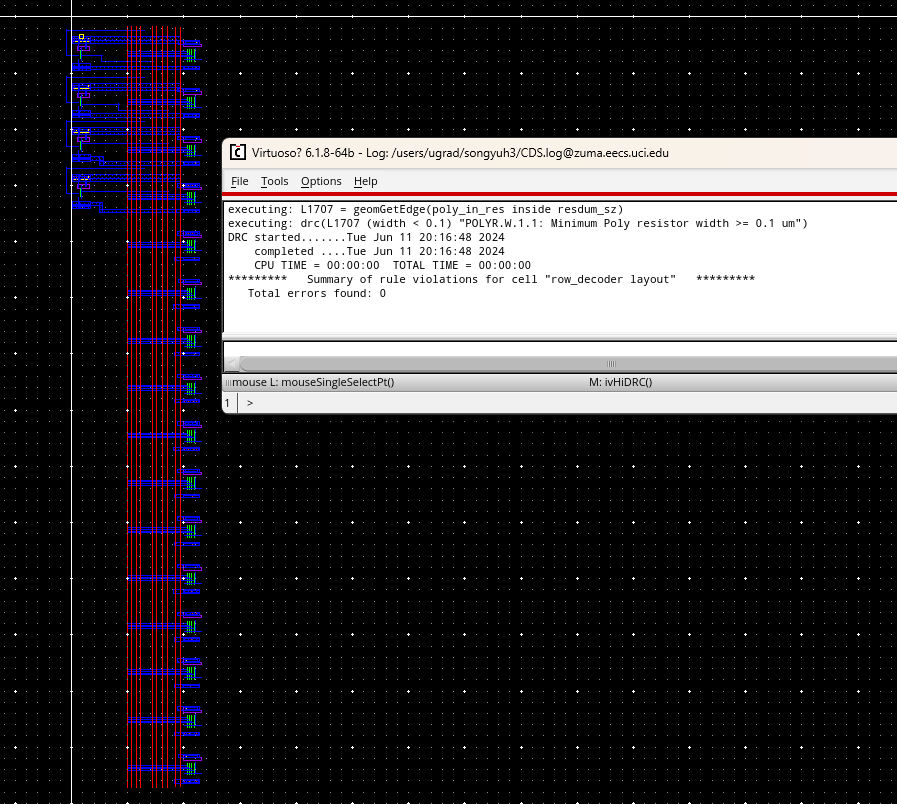 Virtuoso? 6.1.8-64b - Log: /users/ugrad/songyuh3/CDS.log@zuma.eecs.uci.edu
File Tools Options Help
executing: L1707 = geomGetEdge(poly_in_res inside resdum_sz)
executing: drc(L1707 (width < 0.1) "POLYR.W.1.1: Minimum Poly resistor width >= 0.1 um")
DRC started.......Tue Jun 11 20:16:48 2024
completed ....Tue Jun 11 20:16:48 2024
CPU TIME = 00:00:00 TOTAL TIME = 00:00:00
********* Summary of rule violations for cell "row_decoder layout" *********
Total errors found: 0
mouse L: mouseSingleSelectPt() M: ivHiDRC()
1 >